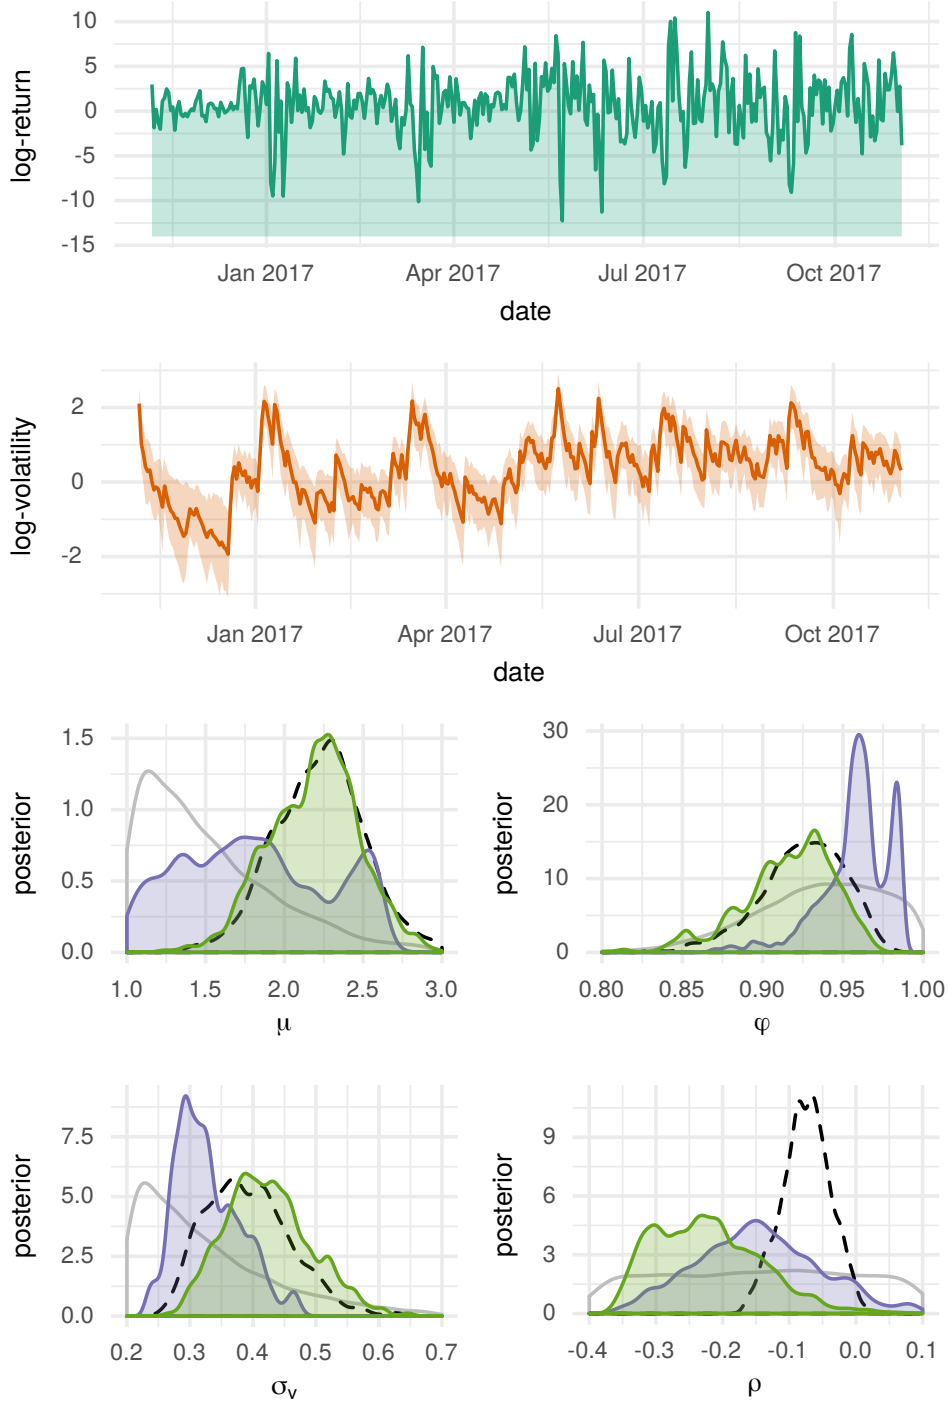 10
5
0
-5
-10
-15
log-return
Jan 2017 Apr 2017 Jul 2017 Oct 2017
date
2
0
-2
log-volatility
Jan 2017 Apr 2017 Jul 2017 Oct 2017
date
1.5
1.0
0.5
0.0
posterior
1.0 1.5 2.0 2.5 3.0
μ
30
20
10
0
posterior
0.80 0.85 0.90 0.95 1.00
φ
7.5
5.0
2.5
0.0
posterior
0.2 0.3 0.4 0.5 0.6 0.7
σv
9
6
3
0
posterior
-0.4 -0.3 -0.2 -0.1 0.0 0.1
ρ